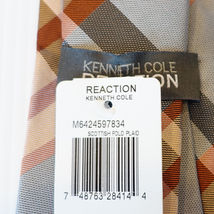 KENNETH COLE
REACTION
REACTION
KENNETH COLE
M6424597834
SCOTTISH FOLD PLAID
7 48763 28414 4